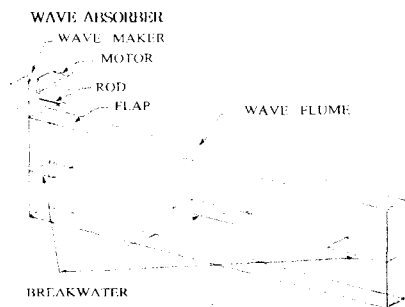 WAVE ABSORBER
WAVE MAKER
MOTOR
ROD
FLAP
WAVE FLUME
BREAKWATER